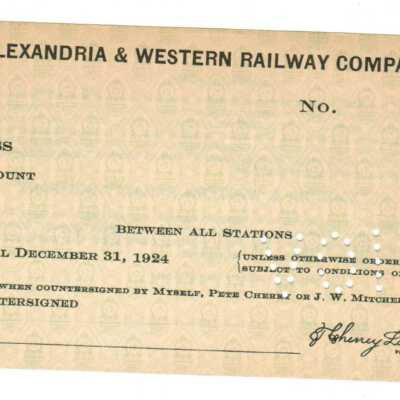 LEXANDRIA & WESTERN RAILWAY COMPA
No.
SS
OUNT
BETWEEN ALL STATIONS
L DECEMBER 31, 1924
{UNLESS OTHERWISE ORDER
SUBJECT TO CONDITIONS O
WHEN COUNTERSIGNED BY MYSELF, PETE CHERRY OR J. W. MITCHEL
TERSIGNED